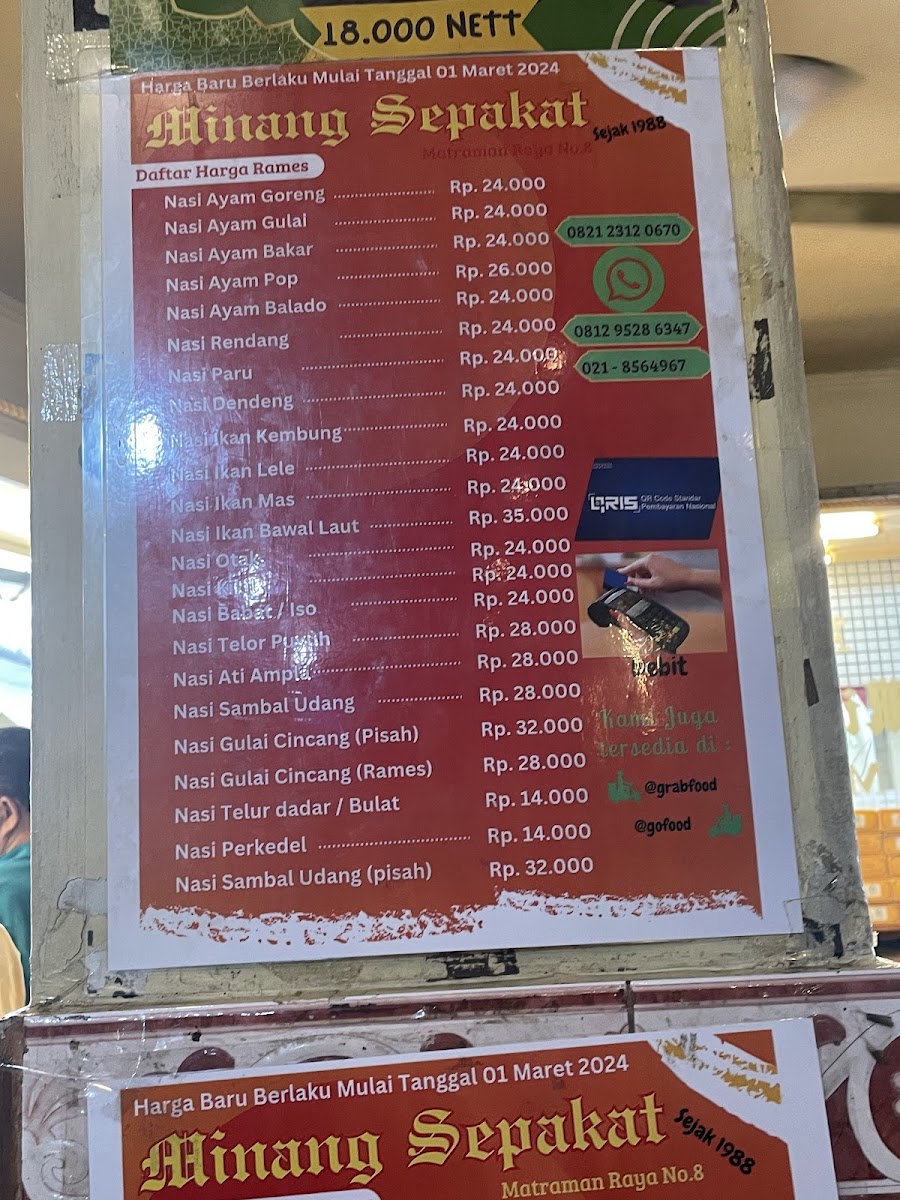 18.000 NETT
Harga Baru Berlaku Mulai Tanggal 01 Maret 2024
Minang Sepakat
Sejak 1988
Matraman Raya No.8
Daftar Harga Rames
Nasi Ayam Goreng ........ Rp. 24.000
Nasi Ayam Gulai ........ Rp. 24.000
Nasi Ayam Bakar ........ Rp. 24.000
Nasi Ayam Pop ........ Rp. 26.000
Nasi Ayam Balado ........ Rp. 24.000
Nasi Rendang ........ Rp. 24.000
Nasi Paru ........ Rp. 24.000
Nasi Dendeng ........ Rp. 24.000
Nasi Ikan Kembung ........ Rp. 24.000
Nasi Ikan Lele ........ Rp. 24.000
Nasi Ikan Mas ........ Rp. 24.000
Nasi Ikan Bawal Laut ........ Rp. 35.000
Nasi Otak ........ Rp. 24.000
Nasi ........ Rp. 24.000
Nasi Babat / Iso ........ Rp. 24.000
Nasi Telor Puyuh ........ Rp. 28.000
Nasi Ati Ampla ........ Rp. 28.000
Nasi Sambal Udang ........ Rp. 28.000
Nasi Gulai Cincang (Pisah) Rp. 32.000
Nasi Gulai Cincang (Rames) Rp. 28.000
Nasi Telur dadar / Bulat Rp. 14.000
Nasi Perkedel ........ Rp. 14.000
Nasi Sambal Udang (pisah) Rp. 32.000
0821 2312 0670
0812 9528 6347
021 - 8564967
QRIS
QR Code Standar
Pembayaran Nasional
Debit
Kami Juga
tersedia di :
@grabfood
@gofood
Harga Baru Berlaku Mulai Tanggal 01 Maret 2024
Minang Sepakat
Sejak 1988
Matraman Raya No.8